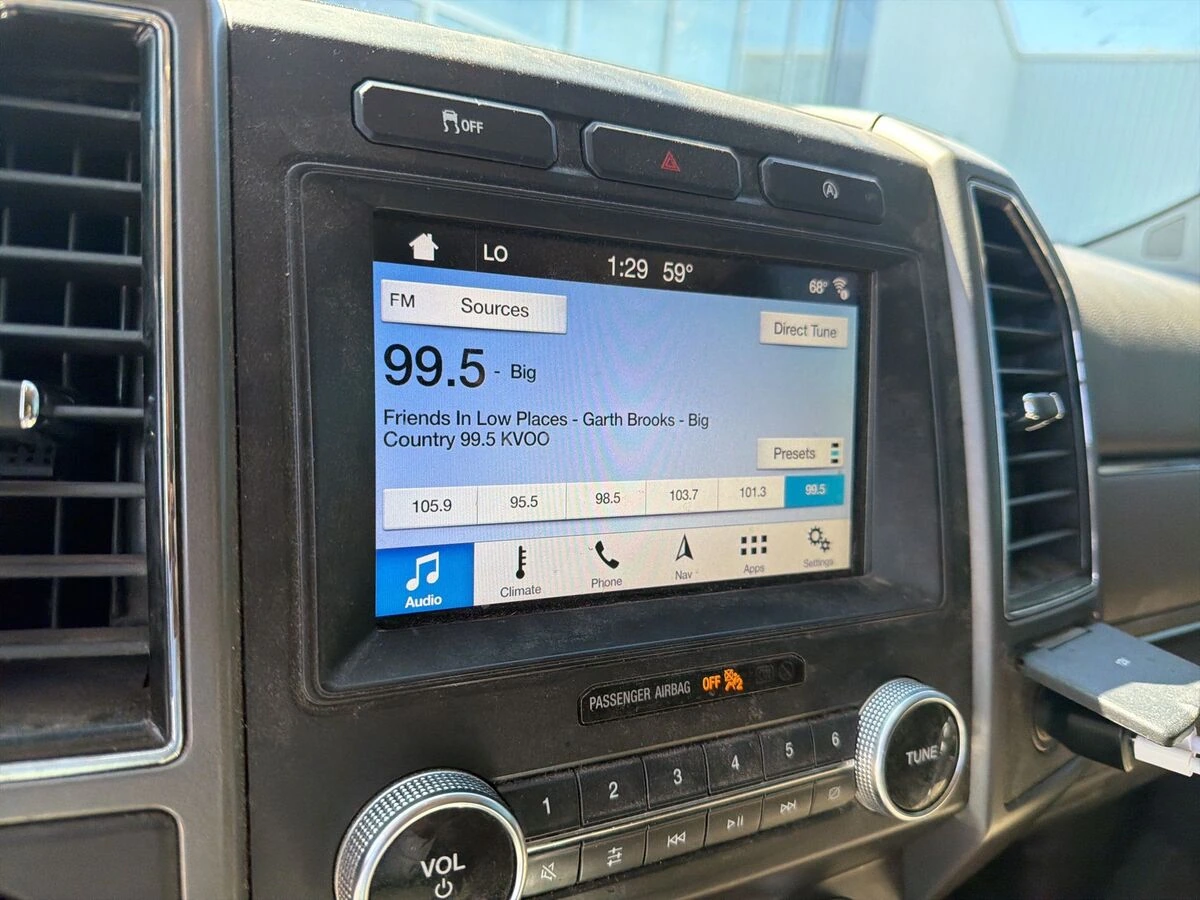 OFF
A
LO
1:29 59°
68°
FM
Sources
Direct Tune
99.5 - Big
Friends In Low Places - Garth Brooks - Big
Country 99.5 KVOO
Presets
105.9 95.5 98.5 103.7 101.3 99.5
Audio Climate Phone Nav Apps Settings
PASSENGER AIRBAG OFF 2
1 2 3 4 5 6
VOL
TUNE